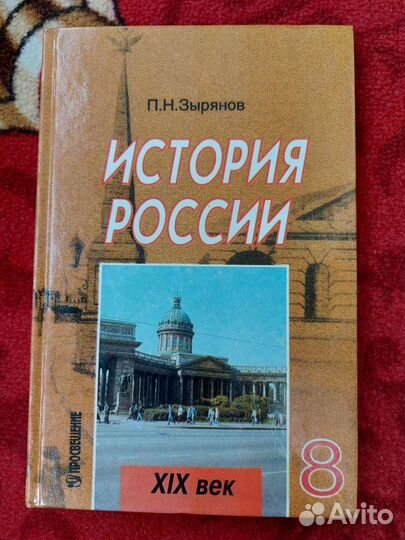 П.Н.Зырянов
ИСТОРИЯ
РОССИИ
ПРОСВЕЩЕНИЕ
XIX век
8
Avito